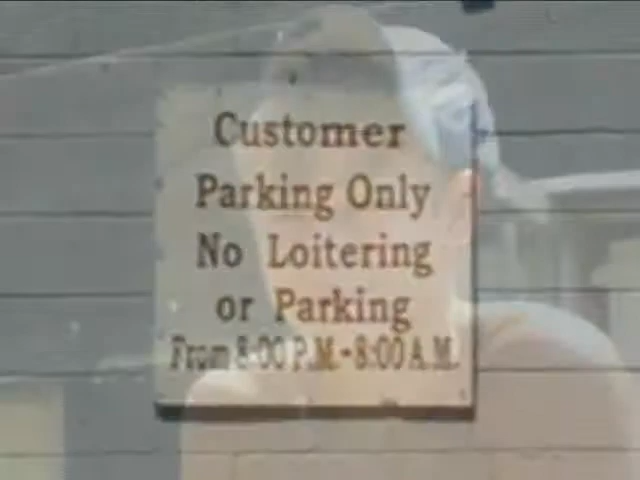 Customer
Parking Only
No Loitering
or Parking
From 8:00 P.M.-8:00 A.M.